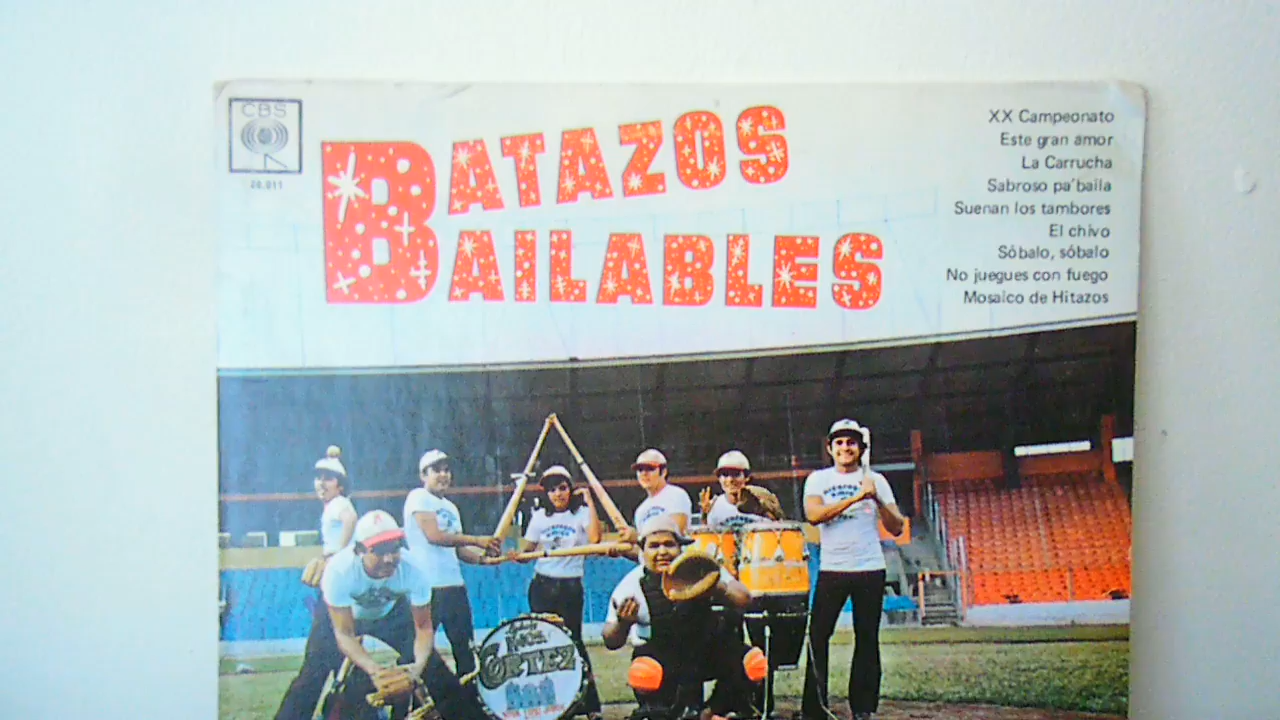 CBS
BATAZOS
BAILABLES
XX Campeonato
Este gran amor
La Carrucha
Sabroso pa'baila
Suenan los tambores
El chivo
Sóbalo, sóbalo
No juegues con fuego
Mosaico de Hitazos
CORTEZ